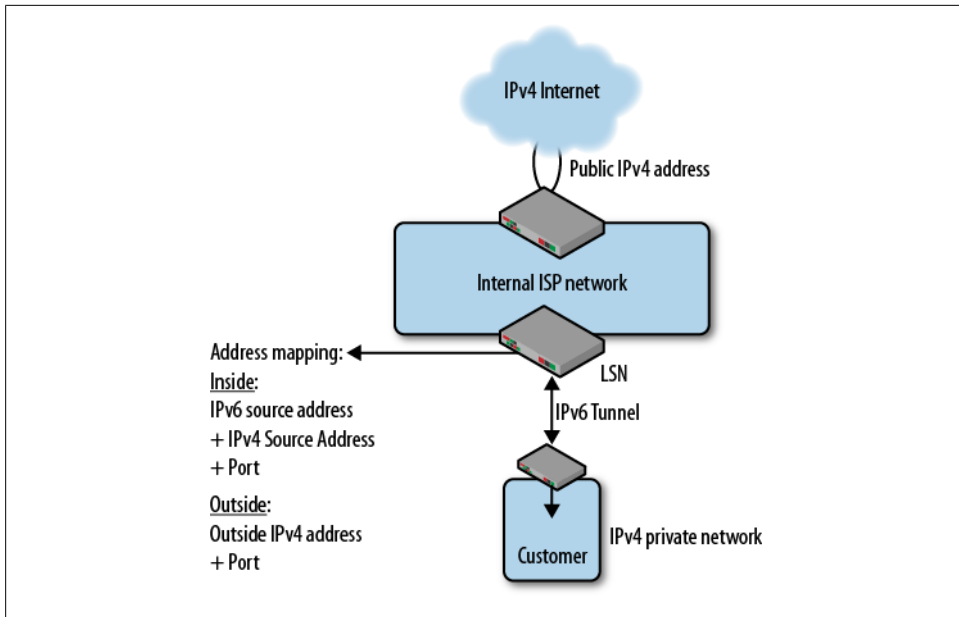 IPv4 Internet
Public IPv4 address
Internal ISP network
Address mapping:
Inside:
IPv6 source address
+ IPv4 Source Address
+ Port
Outside:
Outside IPv4 address
+ Port
LSN
IPv6 Tunnel
IPv4 private network
Customer